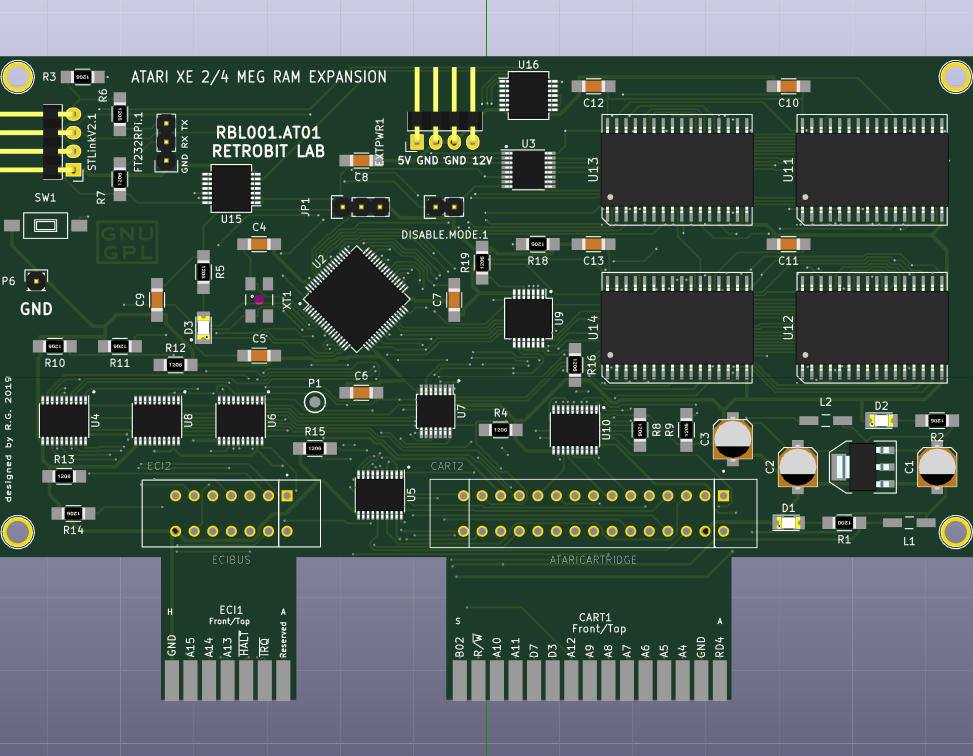 U16
R3
ATARI XE 2/4 MEG RAM EXPANSION
R6
C12
C10
STLinkV2.1
FT232RPi.1
GND RX TX
RBL001.AT01
RETROBIT LAB
EXTPWR1
5V GND GND 12V
U3
U13
U11
C8
R7
SW1
U15
JP1
C4
DISABLE.MODE.1
GNU
GPL
R19
R18
C13
C11
U2
R5
P6
GND
C9
XT1
C7
D3
U9
U14
U12
C5
R10
R11
R12
R16
designed by R.G. 2019
P1
C6
U4
U8
U6
U7
R4
U10
R8
R9
C3
L2
D2
R2
R15
R13
ECI2
CART2
C2
C1
U5
R14
D1
R1
L1
ECIBUS
ATARICARTRIDGE
H
ECI1
A
Front/Top
S
CART1
A
Front/Top
GND
A15
A14
A13
HALT
IRQ
Reserved
B02
R/W
A10
A11
D7
D3
A12
A9
A8
A7
A6
A5
A4
GND
RD4